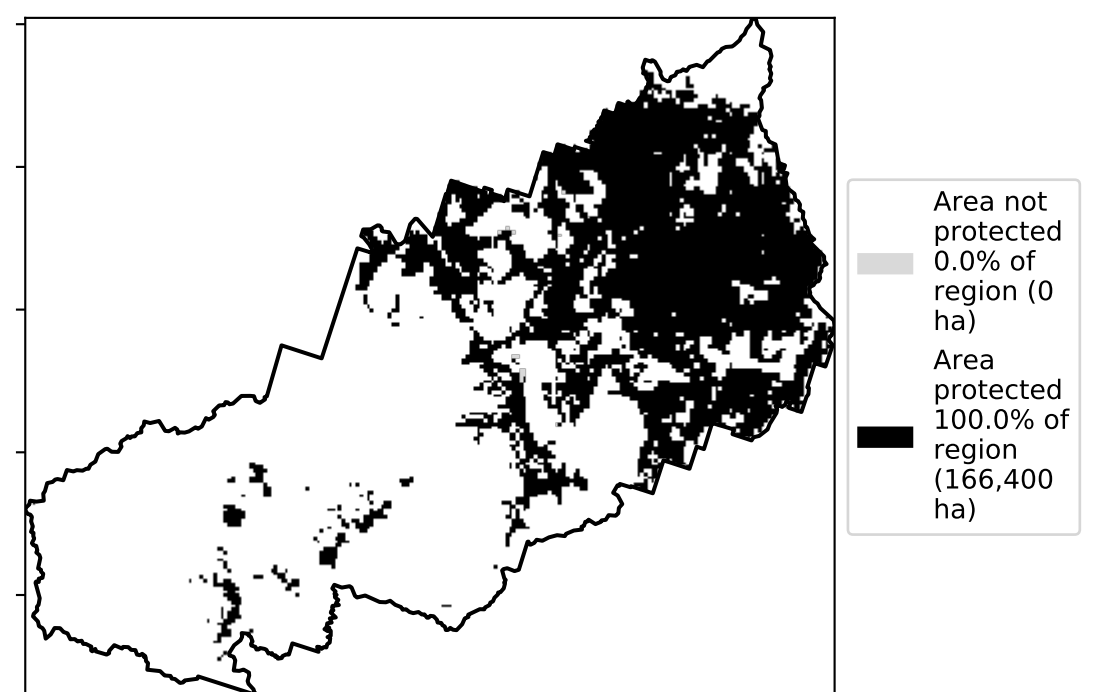 Area not
protected
0.0% of
region (0
ha)
Area
protected
100.0% of
region
(166,400
ha)